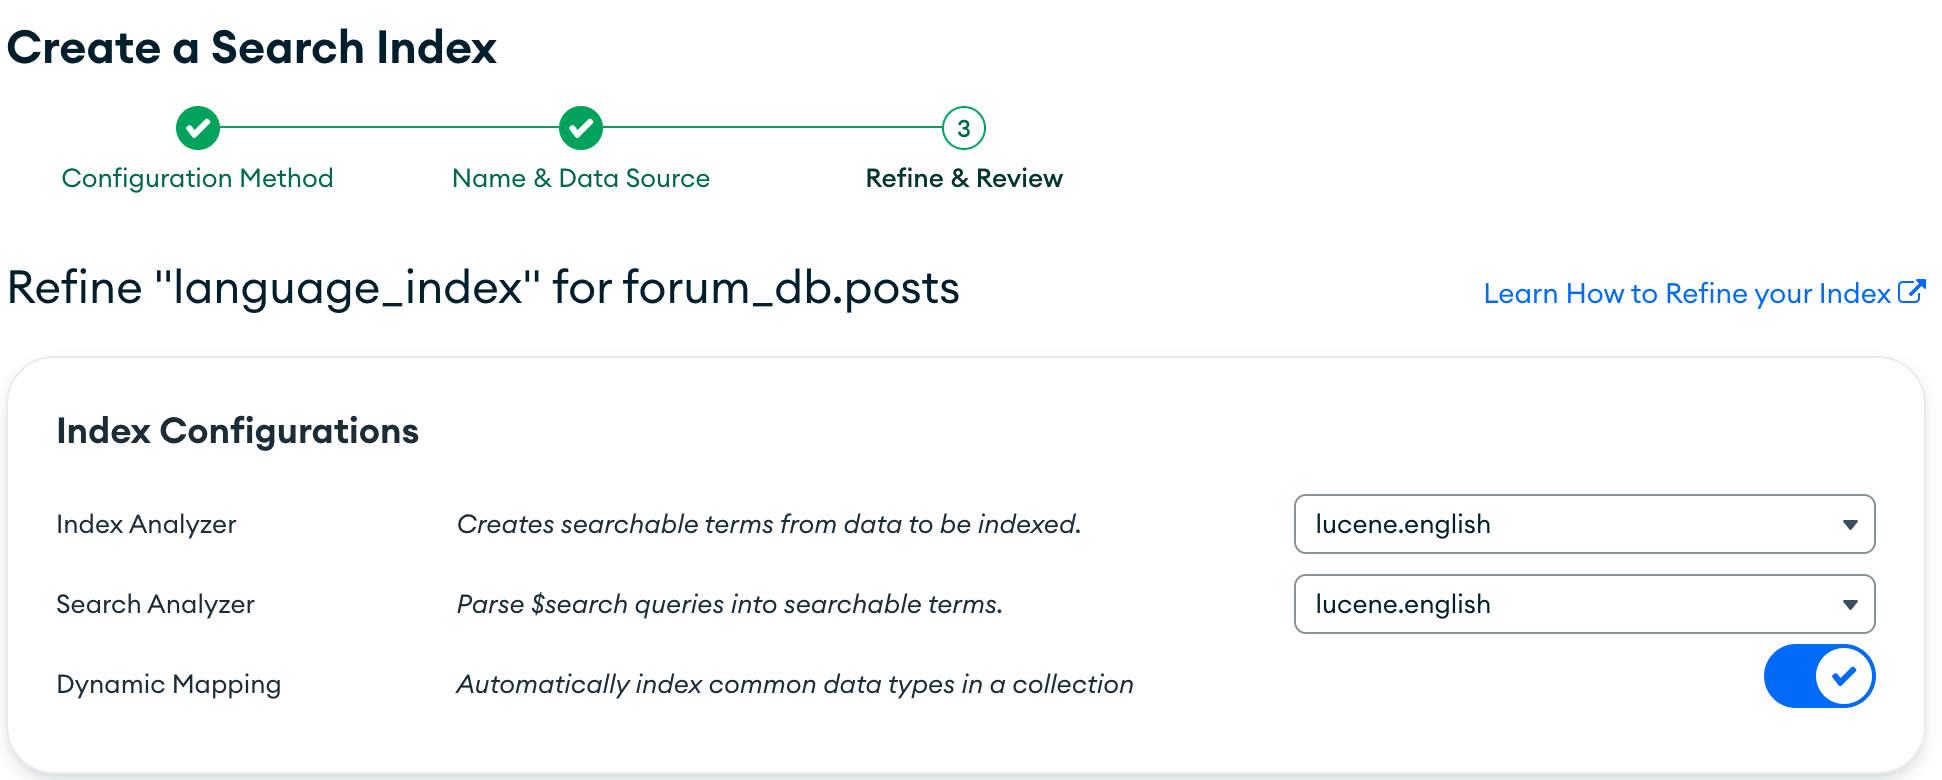 Create a Search Index
3
Configuration Method
Name & Data Source
Refine & Review
Refine "language_index" for forum_db.posts
Learn How to Refine your Index
Index Configurations
Index Analyzer
Creates searchable terms from data to be indexed.
lucene.english
Search Analyzer
Parse $search queries into searchable terms.
lucene.english
Dynamic Mapping
Automatically index common data types in a collection